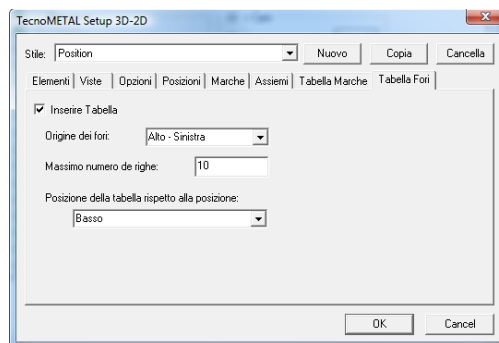 TecnoMETAL Setup 3D-2D
Stile: Position Nuovo Copia Cancella
Elementi Viste Opzioni Posizioni Marche Assiemi Tabella Marche Tabella Fori
Inserire Tabella
Origine dei fori: Alto - Sinistra
Massimo numero de righe: 10
Posizione della tabella rispetto alla posizione:
Basso
OK Cancel